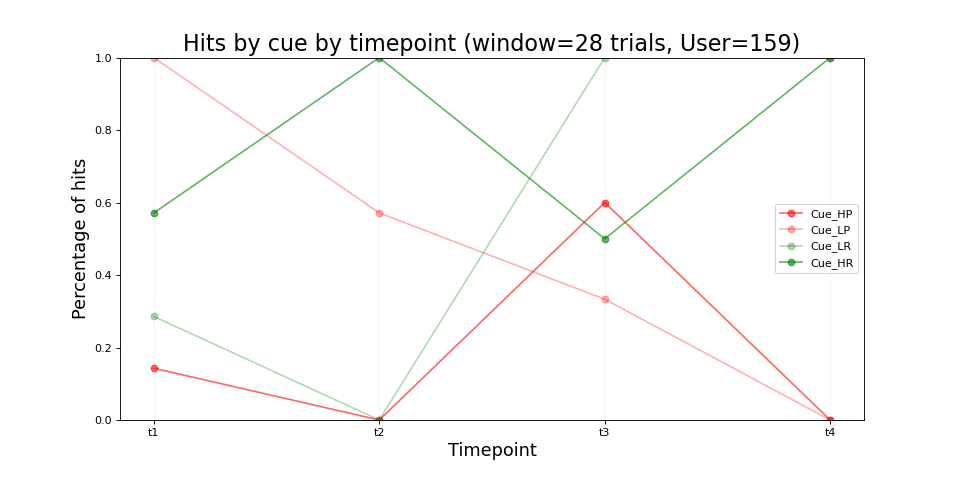 Hits by cue by timepoint (window=28 trials, User=159)
Percentage of hits
1.0
0.8
0.6
0.4
0.2
0.0
t1
t2
t3
t4
Timepoint
Cue_HP
Cue_LP
Cue_LR
Cue_HR